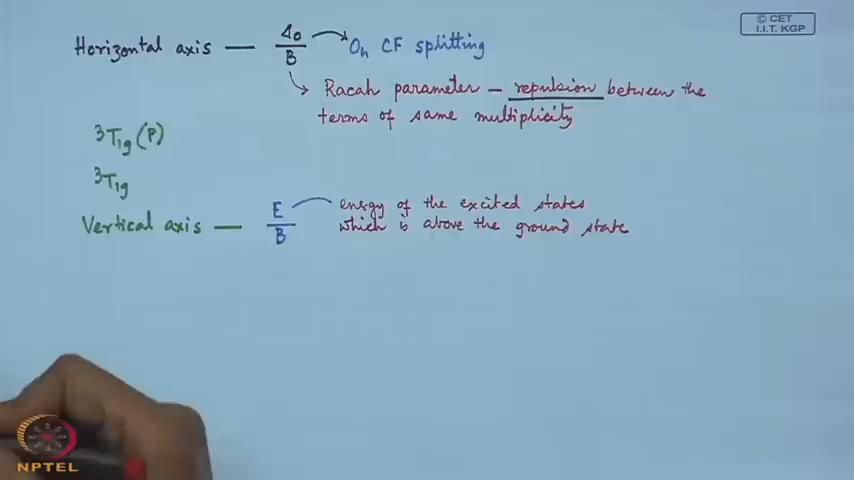 © CET
I.I.T. KGP
Horizontal axis — Δo/B → Oh CF splitting
Racah parameter – repulsion between the
terms of same multiplicity
³T₁g(P)
³T₁g
Vertical axis — E/B energy of the excited states
which is above the ground state
NPTEL